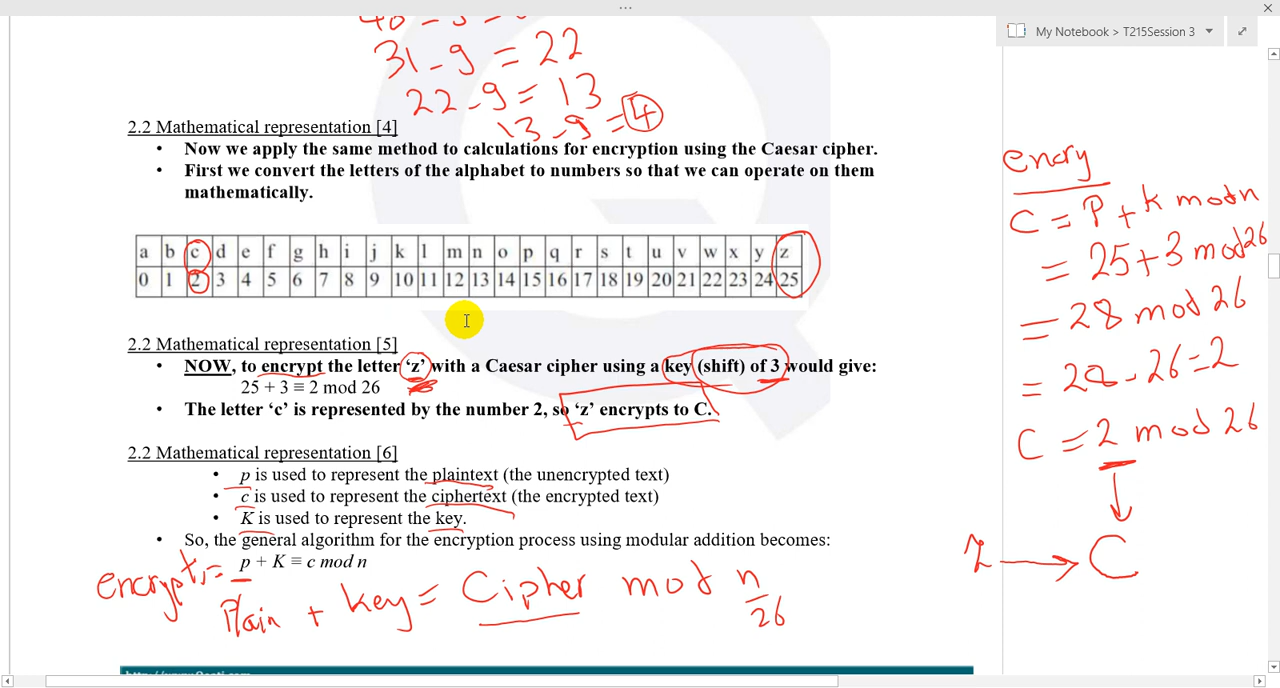 My Notebook > T215Session 3
31 - 9 = 22
22 - 9 = 13
13 - 9 = 4
2.2 Mathematical representation [4]
• Now we apply the same method to calculations for encryption using the Caesar cipher.
• First we convert the letters of the alphabet to numbers so that we can operate on them
mathematically.
a b c d e f g h i j k l m n o p q r s t u v w x y z
0 1 2 3 4 5 6 7 8 9 10 11 12 13 14 15 16 17 18 19 20 21 22 23 24 25
2.2 Mathematical representation [5]
• NOW, to encrypt the letter ‘z’ with a Caesar cipher using a key (shift) of 3 would give:
25 + 3 ≡ 2 mod 26
• The letter ‘c’ is represented by the number 2, so ‘z’ encrypts to C.
2.2 Mathematical representation [6]
• p is used to represent the plaintext (the unencrypted text)
• c is used to represent the ciphertext (the encrypted text)
• K is used to represent the key.
• So, the general algorithm for the encryption process using modular addition becomes:
p + K ≡ c mod n
encrypt, =
Plain + key = Cipher mod n
26
encry
C = P + k mod n
= 25 + 3 mod 26
= 28 mod 26
= 28 - 26 = 2
C = 2 mod 26
Z → C